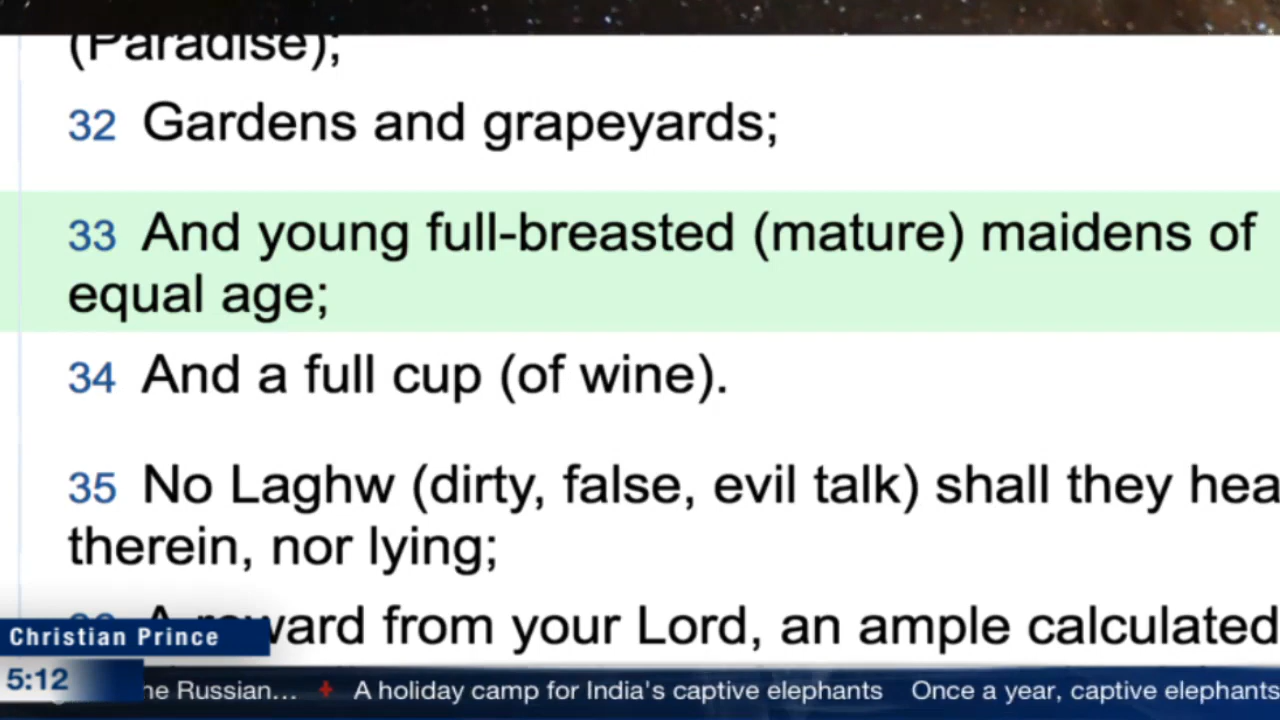 (Paradise);
32 Gardens and grapeyards;
33 And young full-breasted (mature) maidens of
equal age;
34 And a full cup (of wine).
35 No Laghw (dirty, false, evil talk) shall they hea
therein, nor lying;
A reward from your Lord, an ample calculated
Christian Prince
5:12
he Russian... + A holiday camp for India's captive elephants Once a year, captive elephants